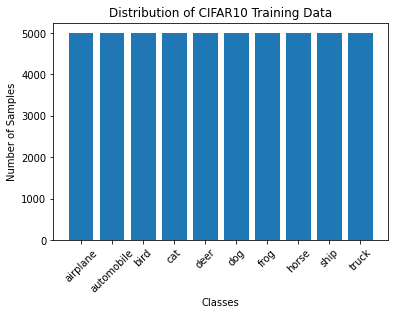 Distribution of CIFAR10 Training Data
Number of Samples
5000
4000
3000
2000
1000
0
airplane
automobile
bird
cat
deer
dog
frog
horse
ship
truck
Classes